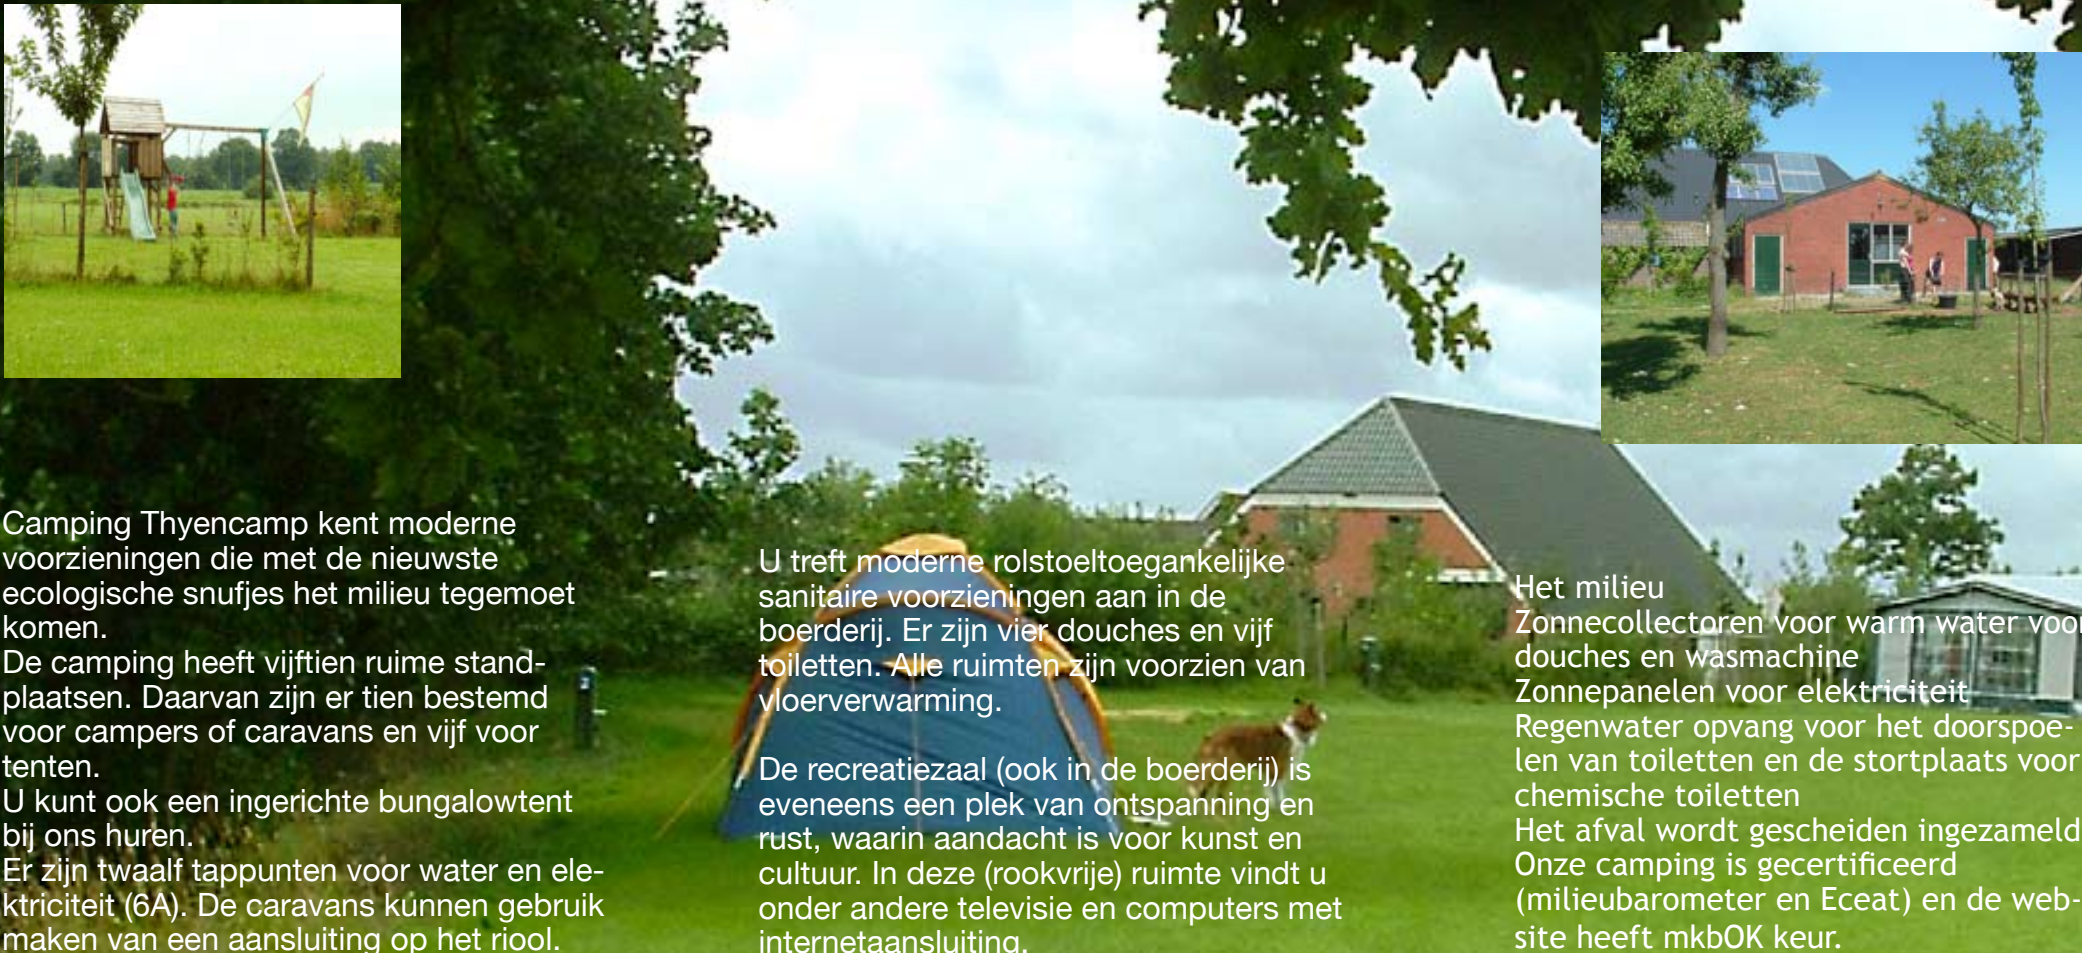 Camping Thyencamp kent moderne
voorzieningen die met de nieuwste
ecologische snufjes het milieu tegemoet
komen.
De camping heeft vijftien ruime stand-
plaatsen. Daarvan zijn er tien bestemd
voor campers of caravans en vijf voor
tenten.
U kunt ook een ingerichte bungalowtent
bij ons huren.
Er zijn twaalf tappunten voor water en ele-
ktriciteit (6A). De caravans kunnen gebruik
maken van een aansluiting op het riool.
U treft moderne rolstoeltoegankelijke
sanitaire voorzieningen aan in de
boerderij. Er zijn vier douches en vijf
toiletten. Alle ruimten zijn voorzien van
vloerverwarming.
De recreatiezaal (ook in de boerderij) is
eveneens een plek van ontspanning en
rust, waarin aandacht is voor kunst en
cultuur. In deze (rookvrije) ruimte vindt u
onder andere televisie en computers met
internetaansluiting.
Het milieu
Zonnecollectoren voor warm water voor
douches en wasmachine
Zonnepanelen voor elektriciteit
Regenwater opvang voor het doorspoe-
len van toiletten en de stortplaats voor
chemische toiletten
Het afval wordt gescheiden ingezameld
Onze camping is gecertificeerd
(milieubarometer en Eceat) en de web-
site heeft mkbOK keur.